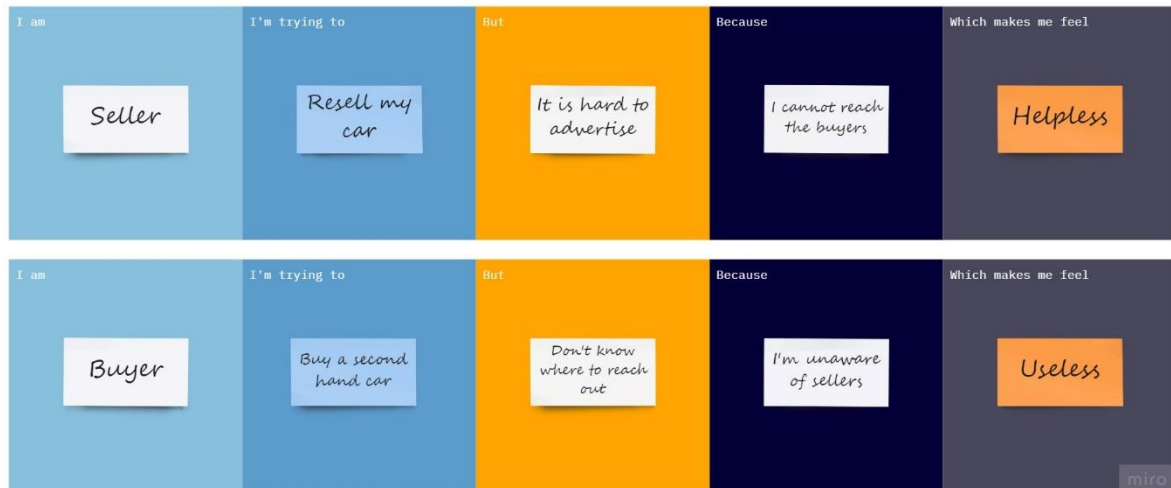 I am
I'm trying to
But
Because
Which makes me feel
Seller
Resell my
car
It is hard to
advertise
I cannot reach
the buyers
Helpless
I am
I'm trying to
But
Because
Which makes me feel
Buyer
Buy a second
hand car
Don't know
where to reach
out
I'm unaware
of sellers
Useless
miro